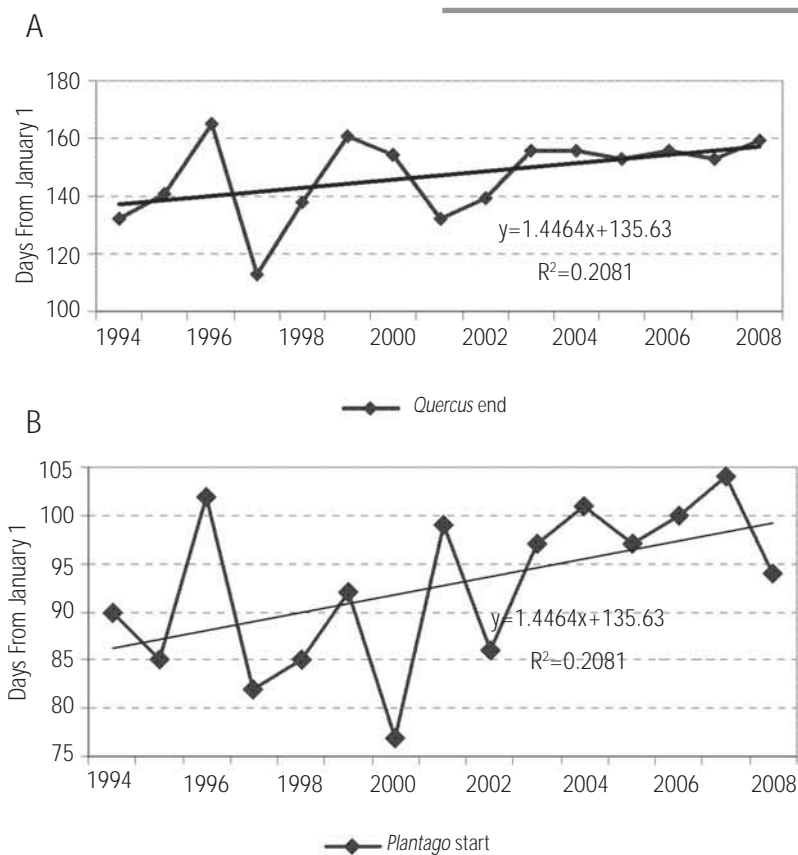 A
180
160
140
120
100
Days From January 1
y=1.4464x+135.63
R²=0.2081
1994 1996 1998 2000 2002 2004 2006 2008
Quercus end
B
105
100
95
90
85
80
75
Days From January 1
y=1.4464x+135.63
R²=0.2081
1994 1996 1998 2000 2002 2004 2006 2008
Plantago start